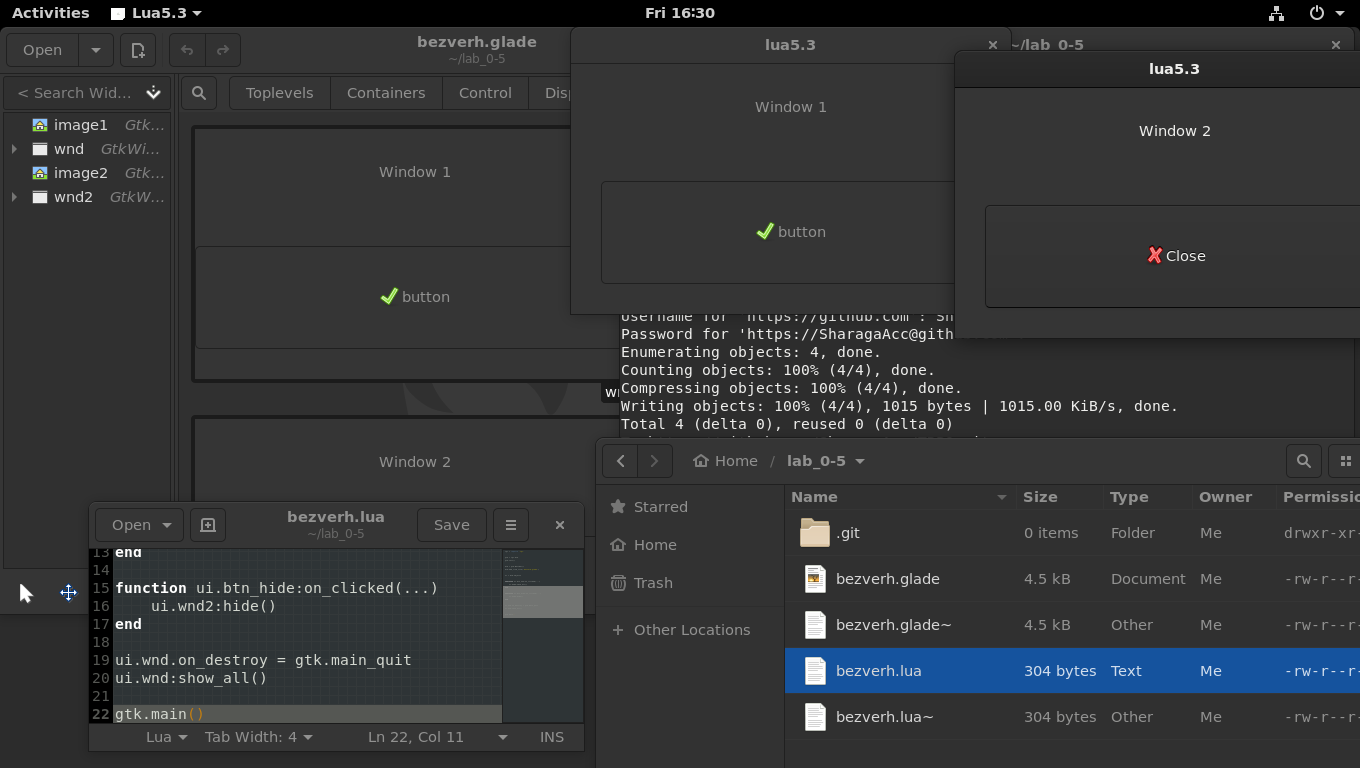 Activities Lua5.3 Fri 16:30
Open
bezverh.glade
~/lab_0-5
< Search Wid...
Toplevels Containers Control
image1 Gtk...
wnd GtkWi...
image2 Gtk...
wnd2 GtkW...
Window 1
button
Window 2
lua5.3
Window 1
button
~/lab_0-5
lua5.3
Window 2
Close
Username for 'https://github.com':
Password for 'https://SharagaAcc@gith
Enumerating objects: 4, done.
Counting objects: 100% (4/4), done.
Compressing objects: 100% (4/4), done.
Writing objects: 100% (4/4), 1015 bytes | 1015.00 KiB/s, done.
Total 4 (delta 0), reused 0 (delta 0)
Open
bezverh.lua
~/lab_0-5
Save
13 end
14
15 function ui.btn_hide:on_clicked(...)
16 ui.wnd2:hide()
17 end
18
19 ui.wnd.on_destroy = gtk.main_quit
20 ui.wnd:show_all()
21
22 gtk.main()
Lua Tab Width: 4 Ln 22, Col 11 INS
Home / lab_0-5
Starred
Home
Trash
+ Other Locations
Name Size Type Owner Permissio
.git 0 items Folder Me drwxr-xr-
bezverh.glade 4.5 kB Document Me -rw-r--r--
bezverh.glade~ 4.5 kB Other Me -rw-r--r--
bezverh.lua 304 bytes Text Me -rw-r--r--
bezverh.lua~ 304 bytes Other Me -rw-r--r--